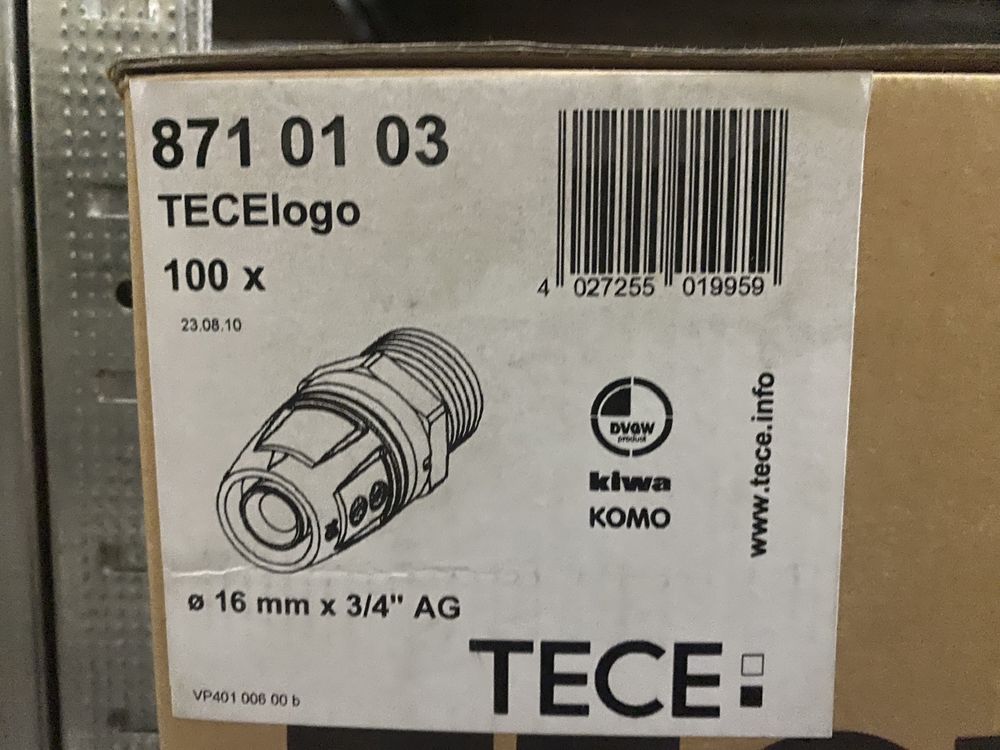 871 01 03
TECElogo
100 x
23.08.10
4 027255 019959
DVGW
product
kiwa
KOMO
www.tece.info
ø 16 mm x 3/4" AG
VP401 006 00 b
TECE